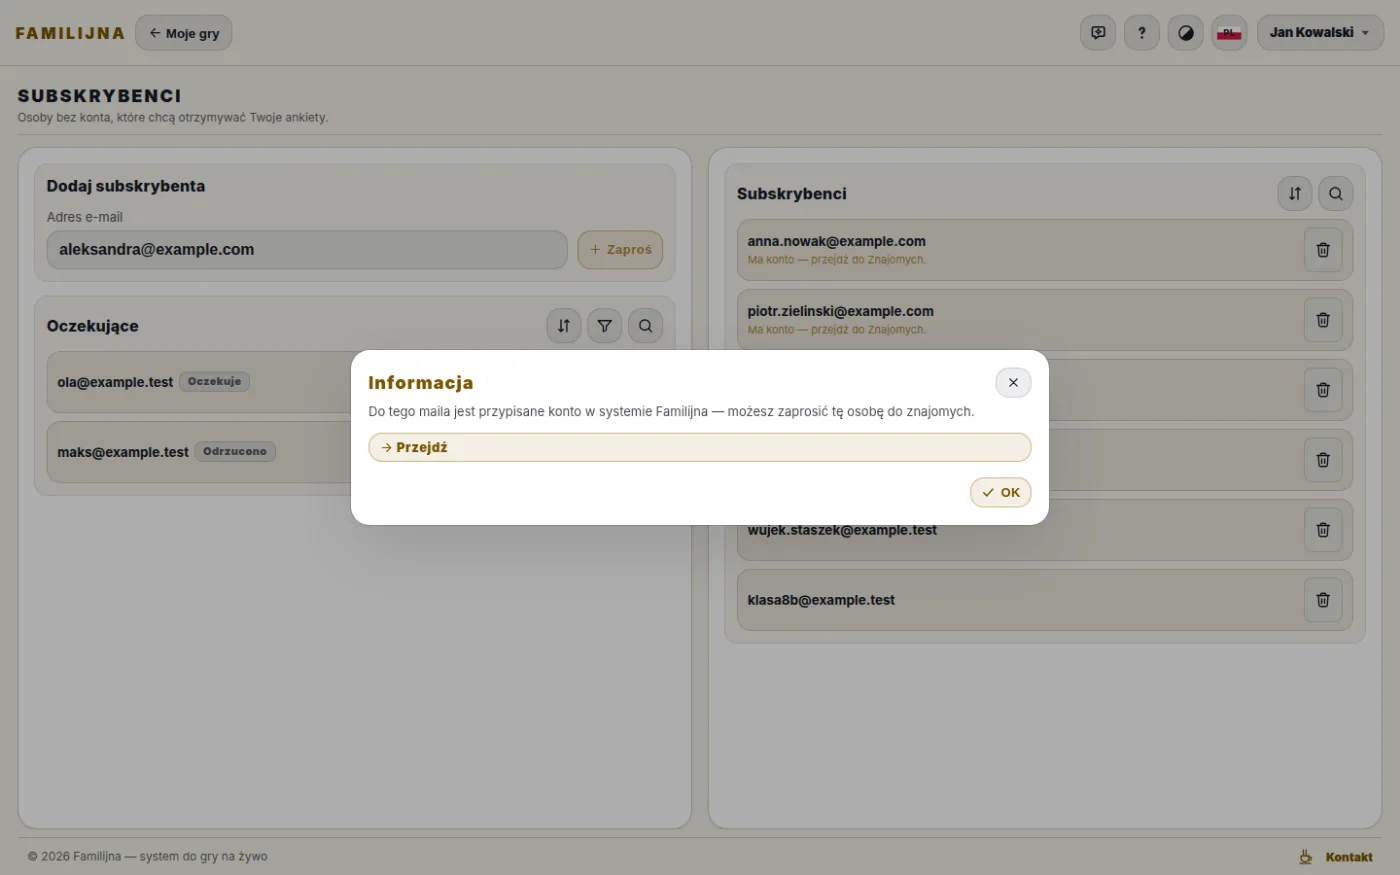 FAMILIJNA
Moje gry
?
PL
Jan Kowalski
SUBSKRYBENCI
Osoby bez konta, które chcą otrzymywać Twoje ankiety.
Dodaj subskrybenta
Adres e-mail
aleksandra@example.com
+ Zaproś
Oczekujące
ola@example.test Oczekuje
maks@example.test Odrzucono
Subskrybenci
anna.nowak@example.com
Ma konto — przejdź do Znajomych.
piotr.zielinski@example.com
Ma konto — przejdź do Znajomych.
wujek.staszek@example.test
klasa8b@example.test
Informacja
Do tego maila jest przypisane konto w systemie Familijna — możesz zaprosić tę osobę do znajomych.
→ Przejdź
OK
© 2026 Familijna — system do gry na żywo
Kontakt